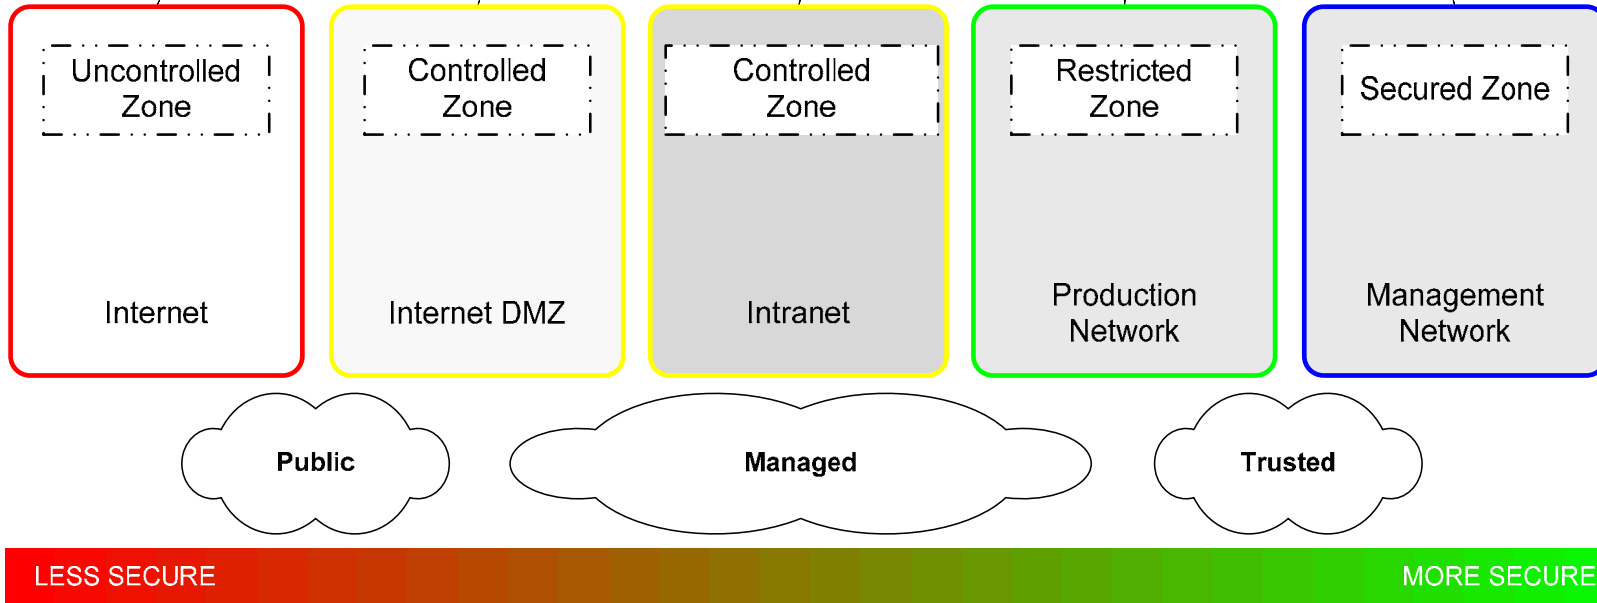 Uncontrolled
Zone
Controlled
Zone
Controlled
Zone
Restricted
Zone
Secured Zone
Internet
Internet DMZ
Intranet
Production
Network
Management
Network
Public
Managed
Trusted
LESS SECURE
MORE SECURE